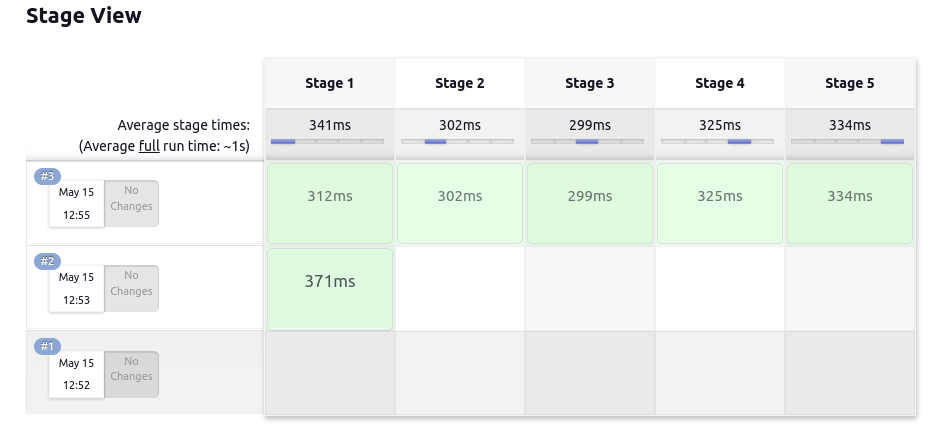 Stage View
Stage 1 Stage 2 Stage 3 Stage 4 Stage 5
Average stage times: 341ms 302ms 299ms 325ms 334ms
(Average full run time: ~1s)
#3
May 15 No
12:55 Changes
312ms 302ms 299ms 325ms 334ms
#2
May 15 No
12:53 Changes
371ms
#1
May 15 No
12:52 Changes